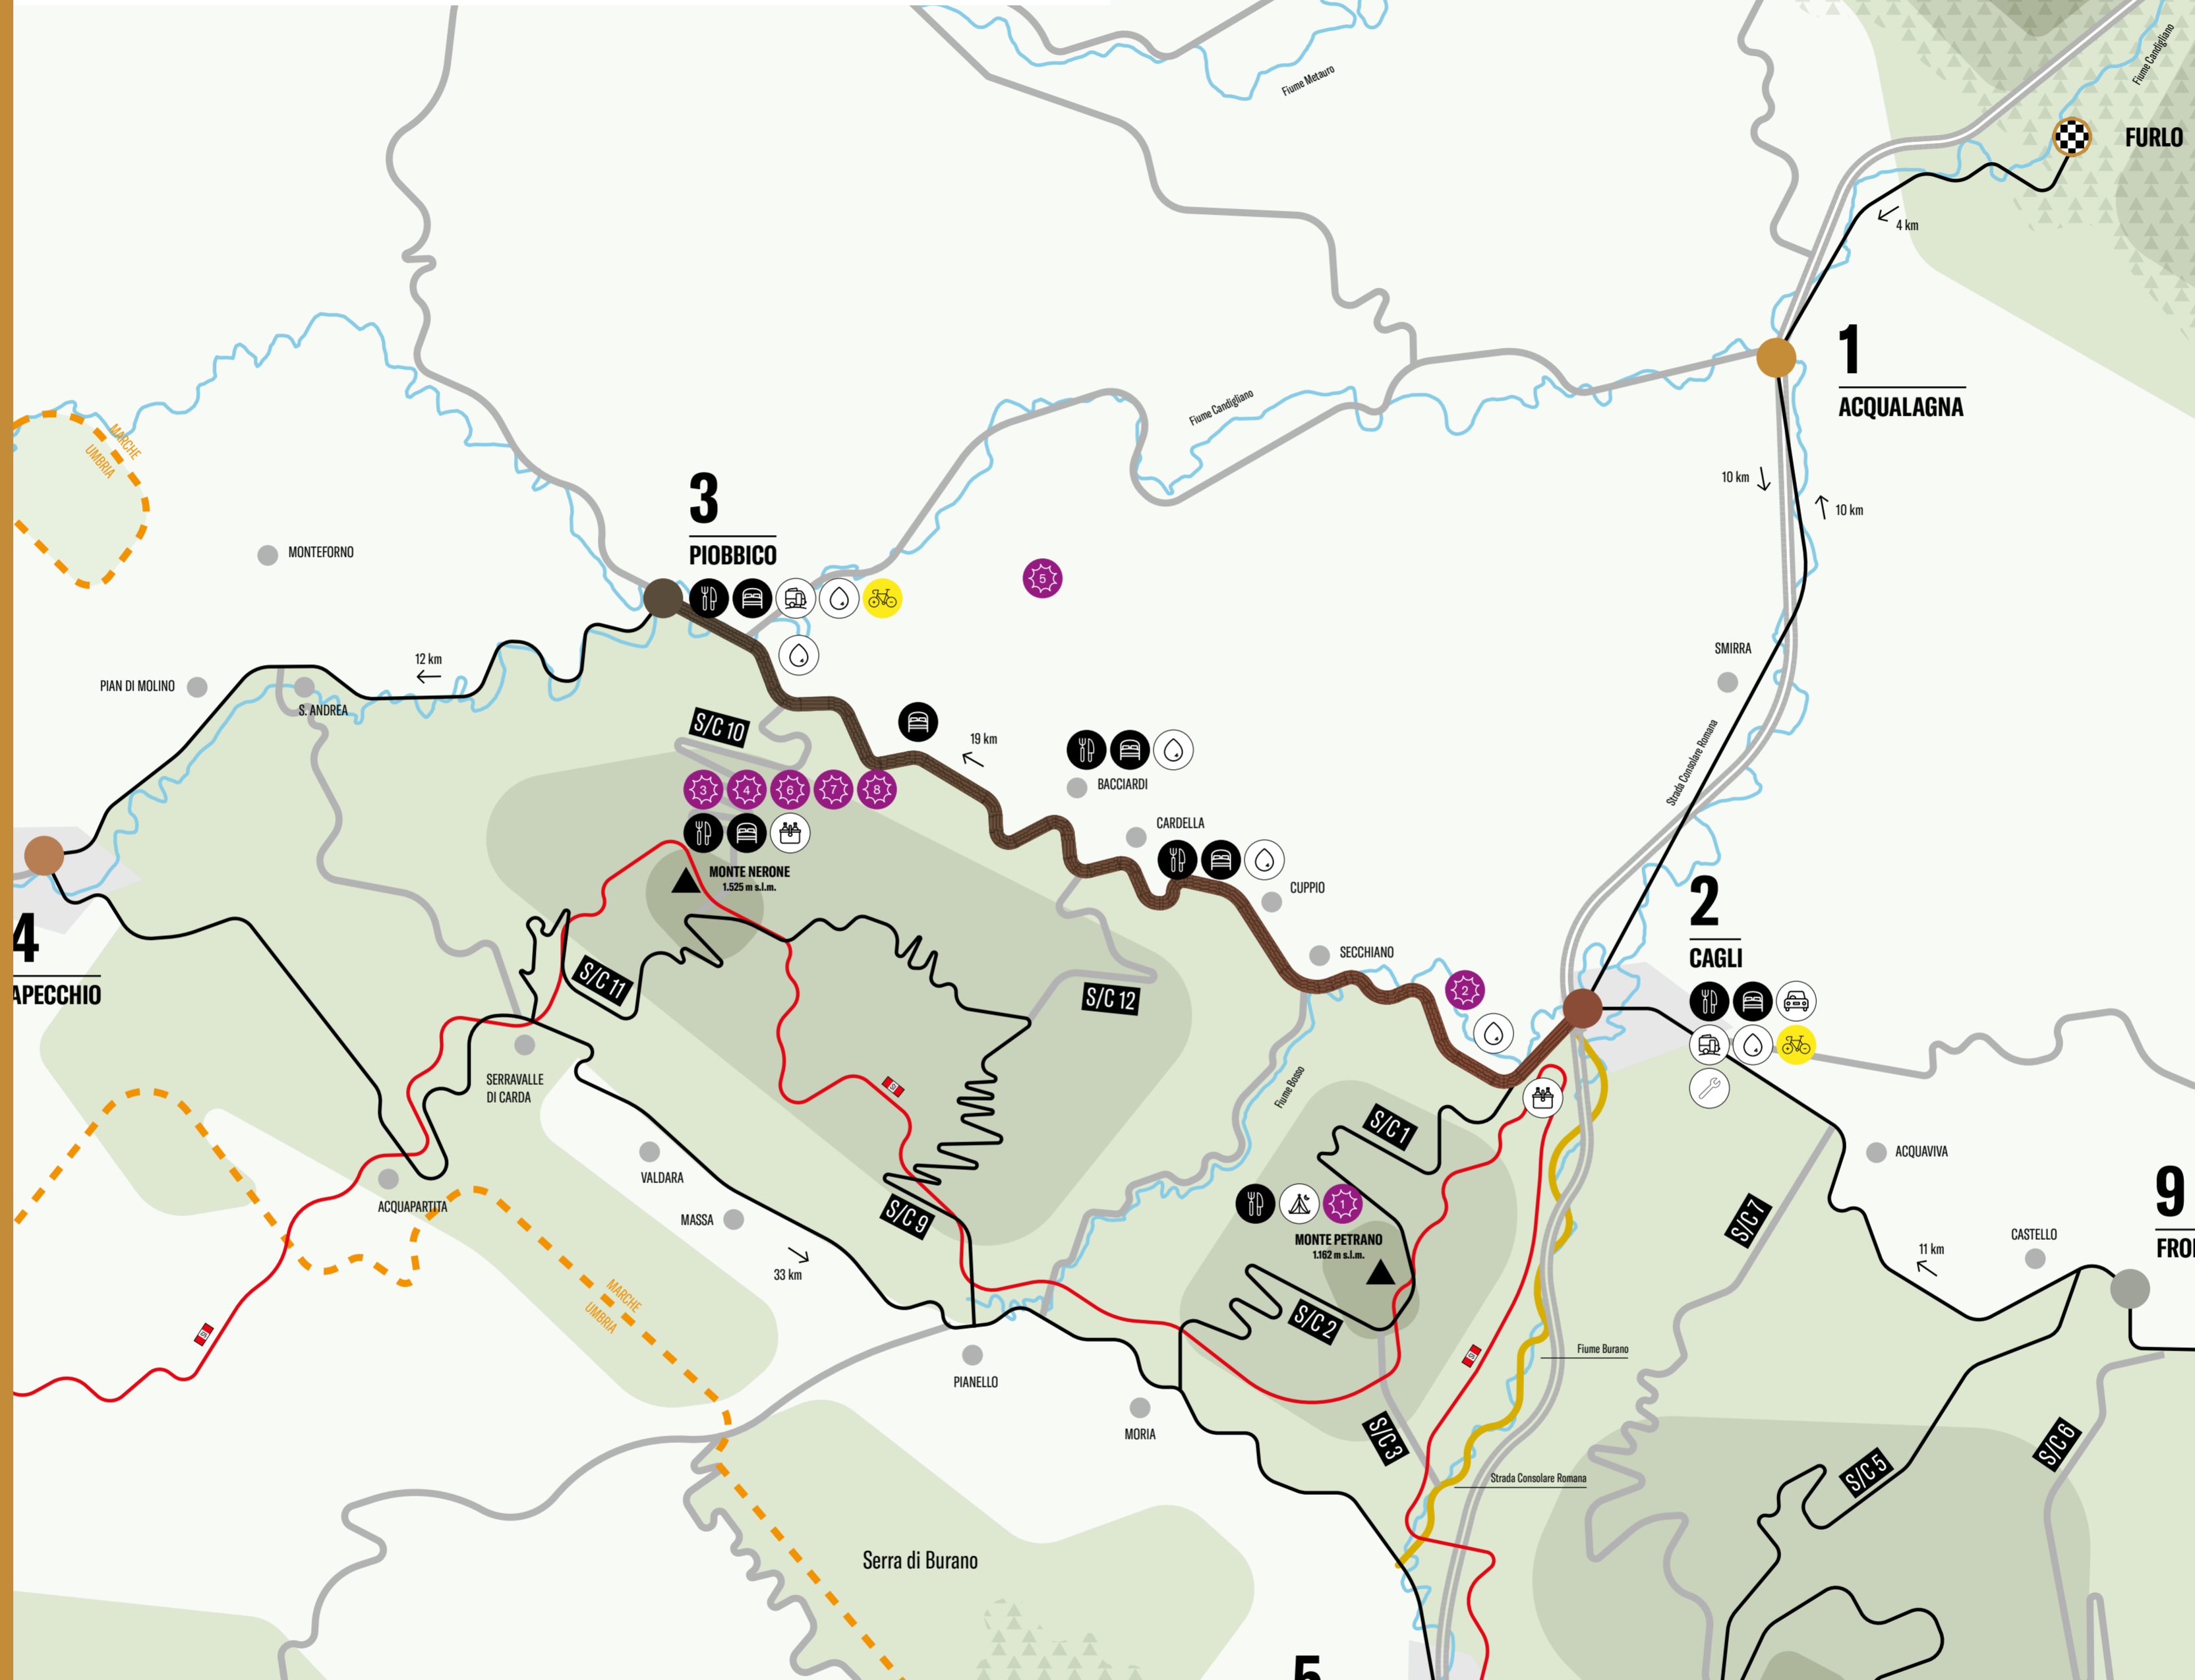 Fiume Metauro
Fiume Candigliano
FURLO
4 km
1
ACQUALAGNA
Fiume Candigliano
MARCHE
UMBRIA
10 km
10 km
3
PIOBBICO
MONTEFORNO
5
SMIRRA
12 km
PIAN DI MOLINO
S. ANDREA
S/C 10
19 km
Strada Consolare Romana
BACCIARDI
3 4 6 7 8
CARDELLA
MONTE NERONE
1.525 m s.l.m.
CUPPIO
2
CAGLI
4
APECCHIO
SECCHIANO
S/C 11
S/C 12
2
SERRAVALLE
DI CARDA
Fiume Bosso
S/C 1
ACQUAVIVA
VALDARA
9
FRO
ACQUAPARTITA
MASSA
S/C 9
1
MONTE PETRANO
1.162 m s.l.m.
S/C 7
CASTELLO
11 km
33 km
MARCHE
UMBRIA
S/C 2
Fiume Burano
PIANELLO
MORIA
S/C 3
S/C 6
Strada Consolare Romana
S/C 5
Serra di Burano
5